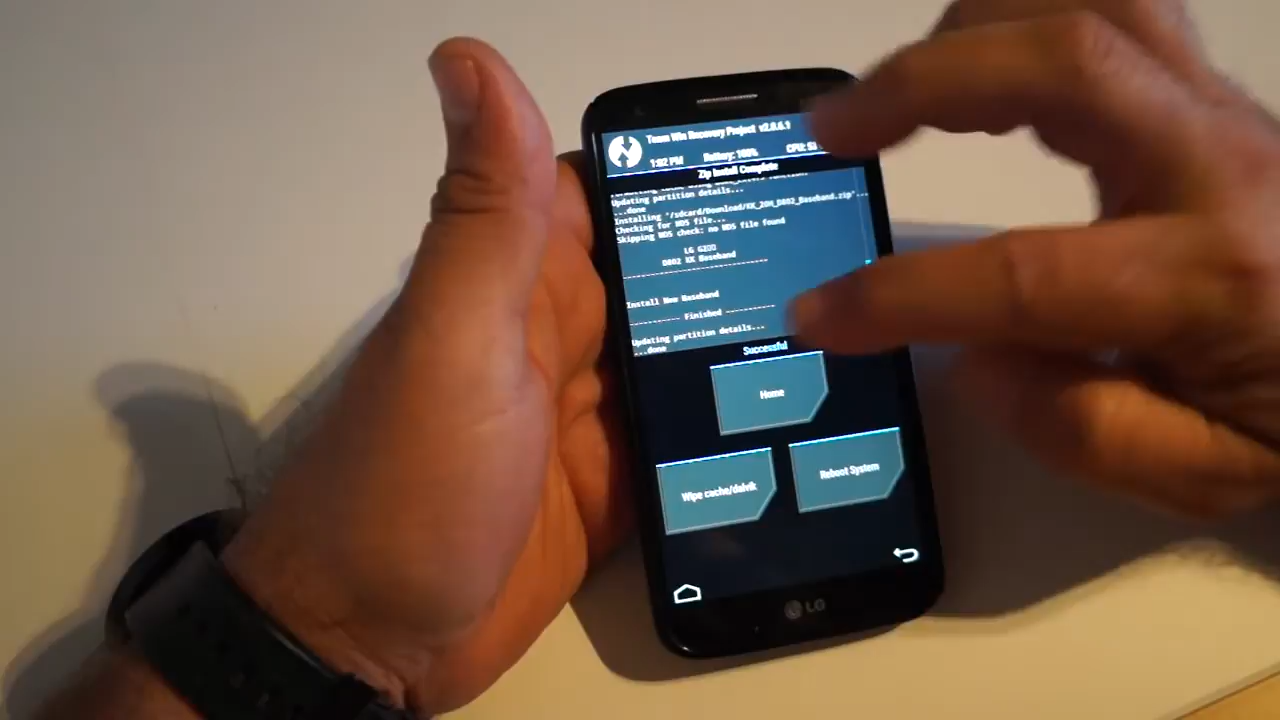 Team Win Recovery Project v2.8.6.1
1:02 PM Battery: 100% CPU:
Zip Install Complete
Updating partition details...
...done
Installing '/sdcard/Download/KK_20H_D802_Baseband.zip'...
Checking for MD5 file...
Skipping MD5 check: no MD5 file found
LG G2
D802 KK Baseband
Install New Baseband
---------- Finished ----------
Updating partition details...
...done
Successful
Home
Wipe cache/dalvik
Reboot System
LG